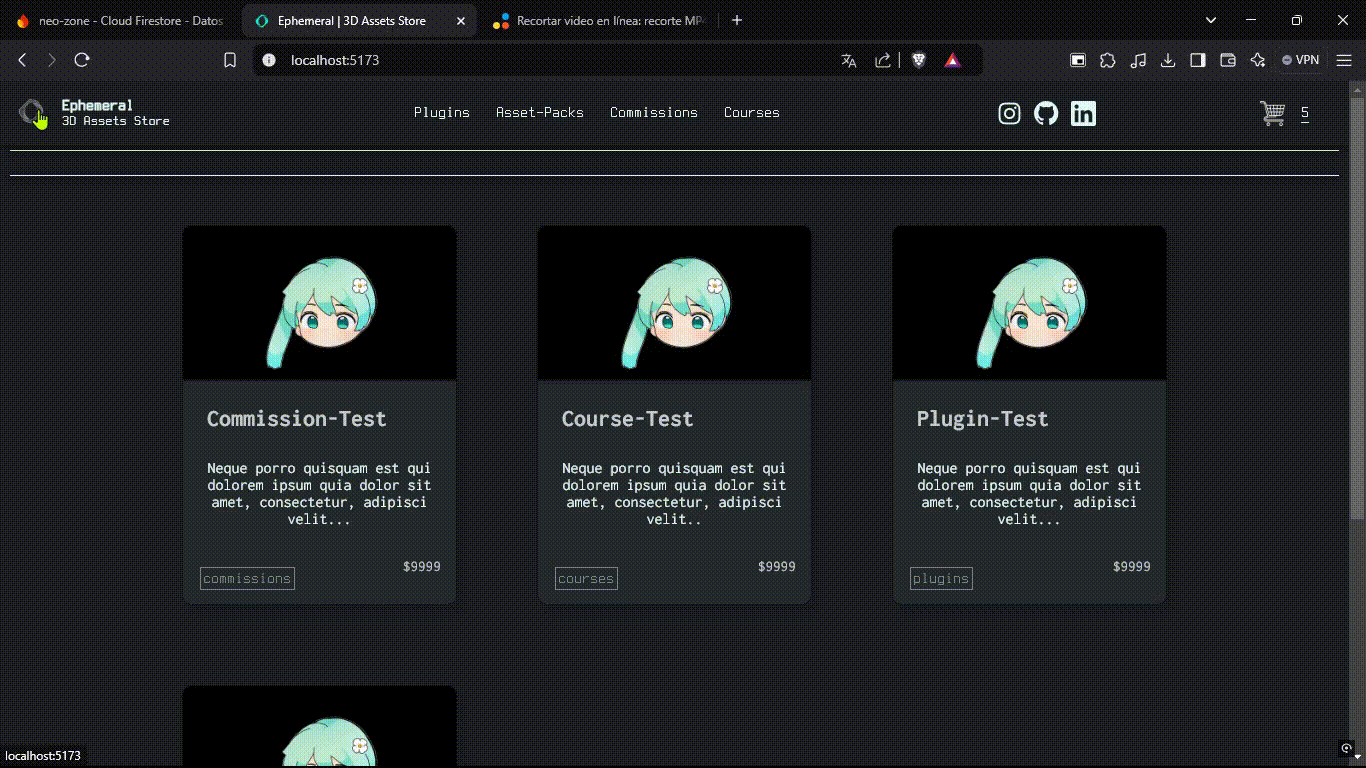 neo-zone - Cloud Firestore - Datos
Ephemeral | 3D Assets Store
Recortar video en línea: recorte MP4
localhost:5173
VPN
Ephemeral
3D Assets Store
Plugins
Asset-Packs
Commissions
Courses
in
5
Commission-Test
Neque porro quisquam est qui
dolorem ipsum quia dolor sit
amet, consectetur, adipisci
velit...
$9999
commissions
Course-Test
Neque porro quisquam est qui
dolorem ipsum quia dolor sit
amet, consectetur, adipisci
velit..
$9999
courses
Plugin-Test
Neque porro quisquam est qui
dolorem ipsum quia dolor sit
amet, consectetur, adipisci
velit...
$9999
plugins
localhost:5173